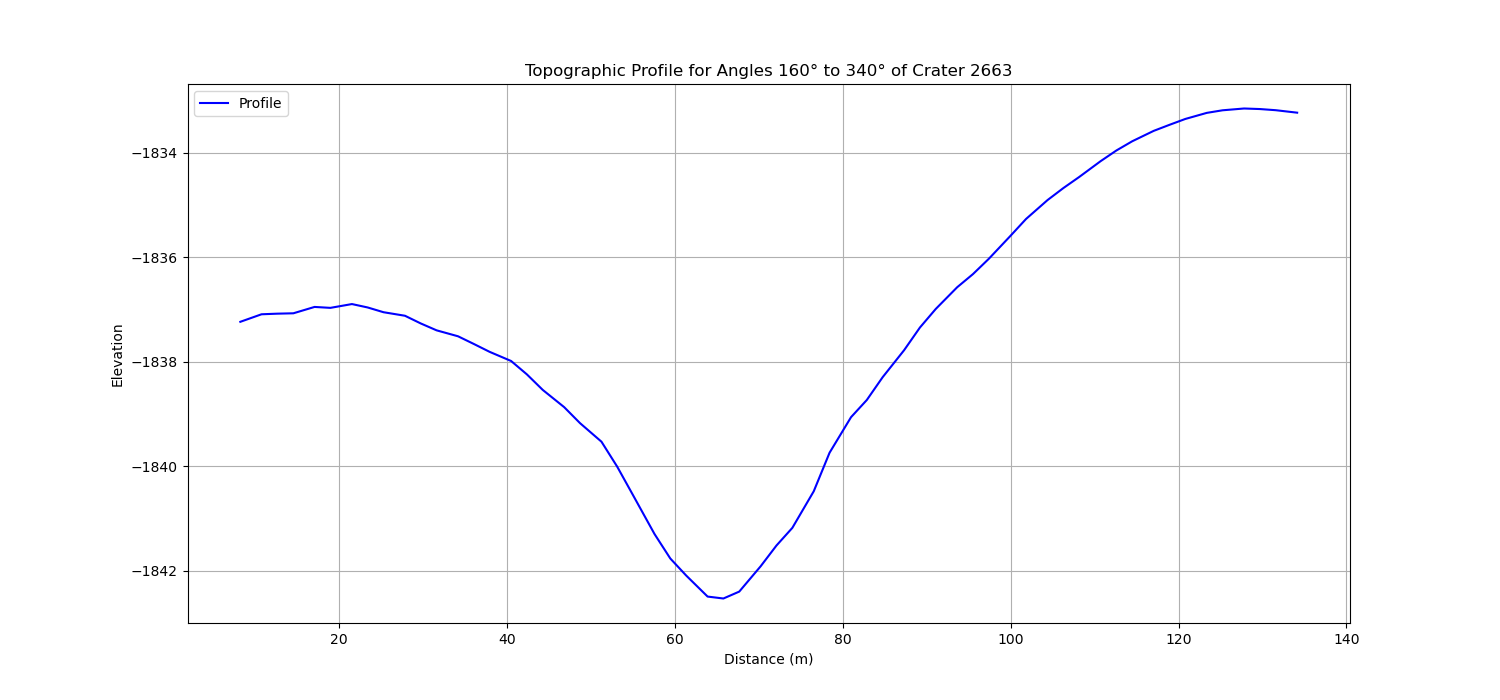 Topographic Profile for Angles 160° to 340° of Crater 2663
Profile
−1834
−1836
−1838
−1840
−1842
Elevation
20 40 60 80 100 120 140
Distance (m)